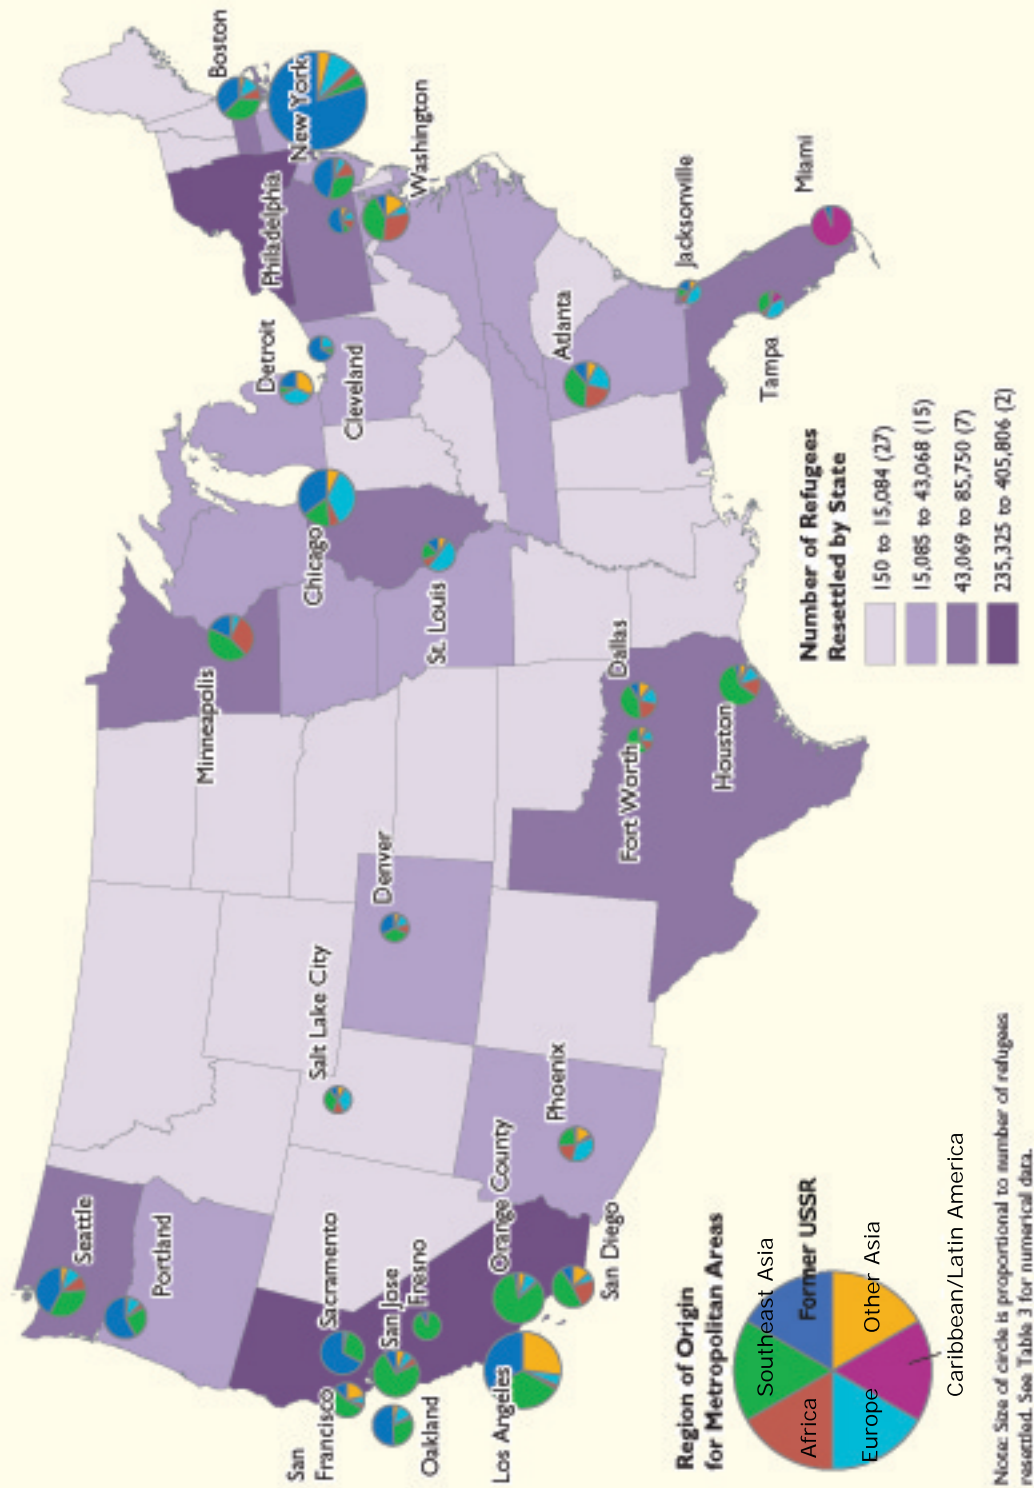 Seattle
Portland
Sacramento
San
Francisco
San Jose
Fresno
Oakland
Los Angeles
Orange County
San Diego
Salt Lake City
Phoenix
Denver
Minneapolis
Chicago
St. Louis
Dallas
Fort Worth
Houston
Detroit
Cleveland
Atlanta
Boston
New York
Philadelphia
Washington
Jacksonville
Tampa
Miami
Region of Origin
for Metropolitan Areas
Southeast Asia
Former USSR
Africa
Other Asia
Europe
Caribbean/Latin America
Number of Refugees
Resettled by State
150 to 15,084 (27)
15,085 to 43,068 (15)
43,069 to 85,750 (7)
235,325 to 405,806 (2)
Note: Size of circle is proportional to number of refugees
resettled. See Table 3 for numerical data.